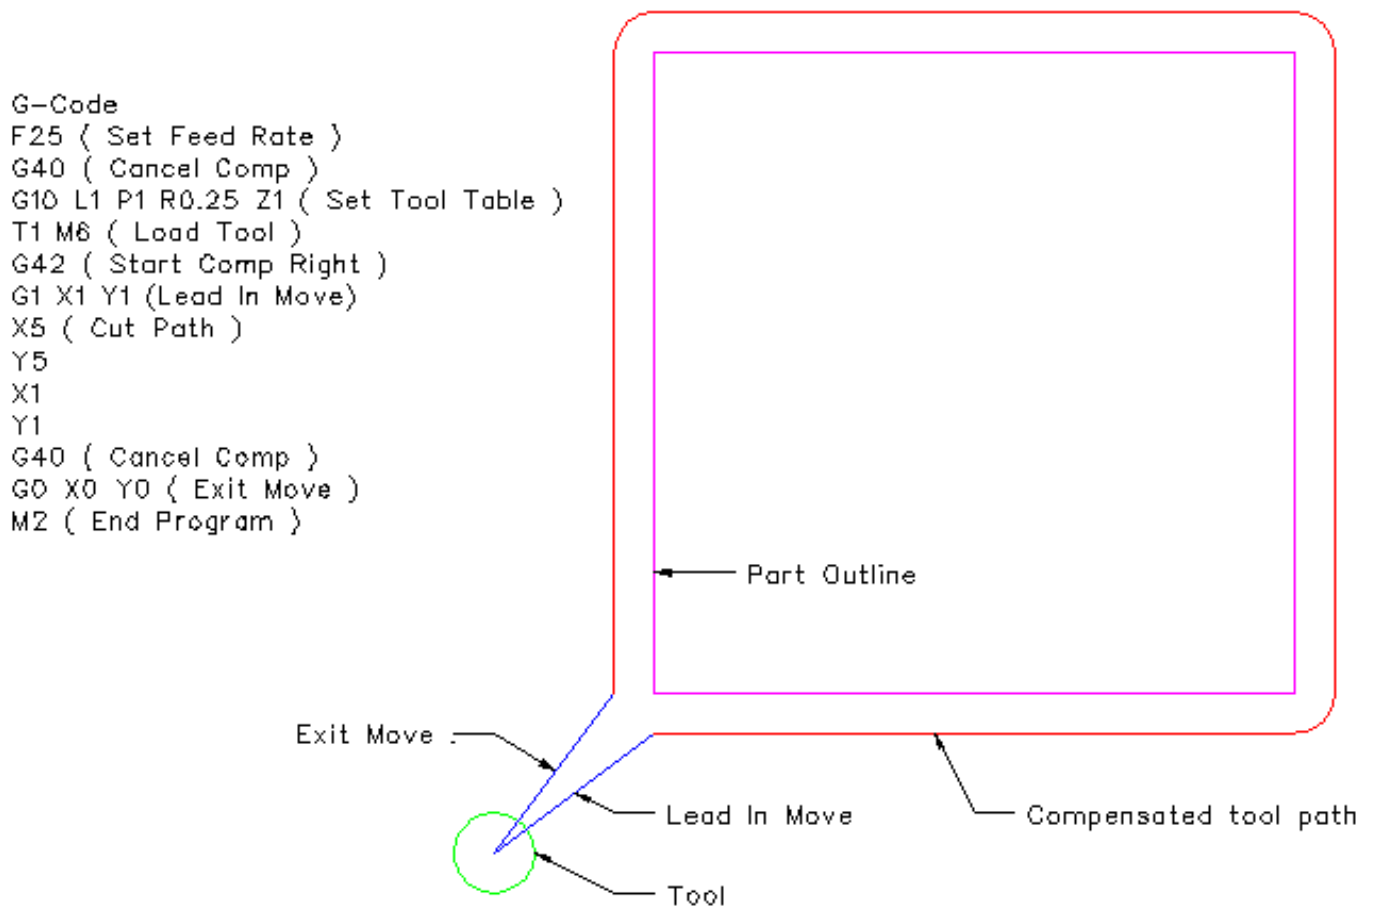 G-Code
F25 ( Set Feed Rate )
G40 ( Cancel Comp )
G10 L1 P1 R0.25 Z1 ( Set Tool Table )
T1 M6 ( Load Tool )
G42 ( Start Comp Right )
G1 X1 Y1 (Lead In Move)
X5 ( Cut Path )
Y5
X1
Y1
G40 ( Cancel Comp )
G0 X0 Y0 ( Exit Move )
M2 ( End Program )
Part Outline
Exit Move
Lead In Move
Compensated tool path
Tool